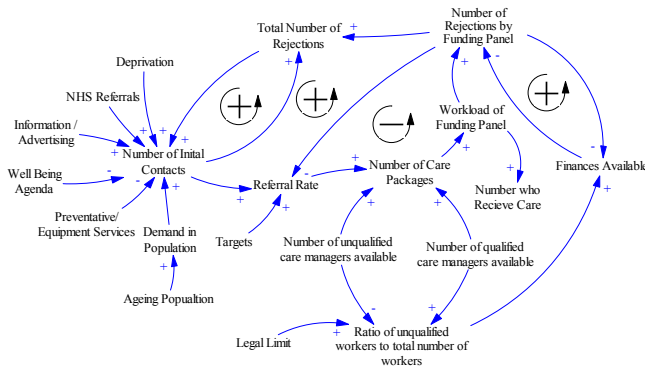 Number of
Rejections by
Funding Panel
Total Number of
Rejections
Deprivation
NHS Referrals
Information /
Advertising
Well Being
Agenda
Preventative/
Equipment Services
Number of Inital
Contacts
Demand in
Population
Ageing Popualtion
Referral Rate
Targets
Number of Care
Packages
Workload of
Funding Panel
Number who
Recieve Care
Finances Available
Number of unqualified
care managers available
Number of qualified
care managers available
Legal Limit
Ratio of unqualified
workers to total number of
workers